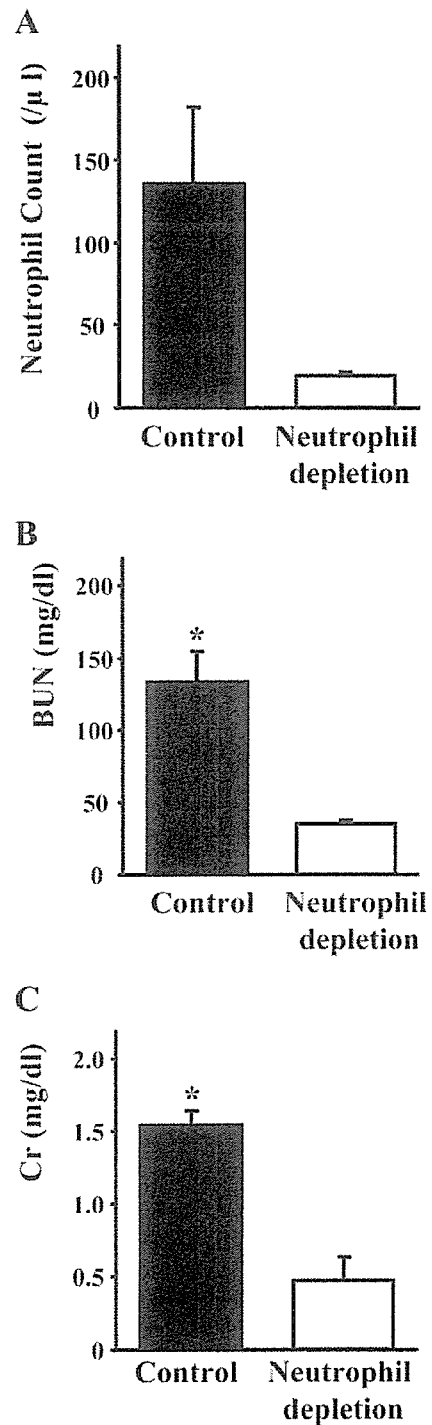 A
Neutrophil Count (/μ l)
200
150
100
50
0
Control Neutrophil
depletion
B
BUN (mg/dl)
200
150
100
50
0
*
Control Neutrophil
depletion
C
Cr (mg/dl)
2.0
1.5
1.0
0.5
0
*
Control Neutrophil
depletion